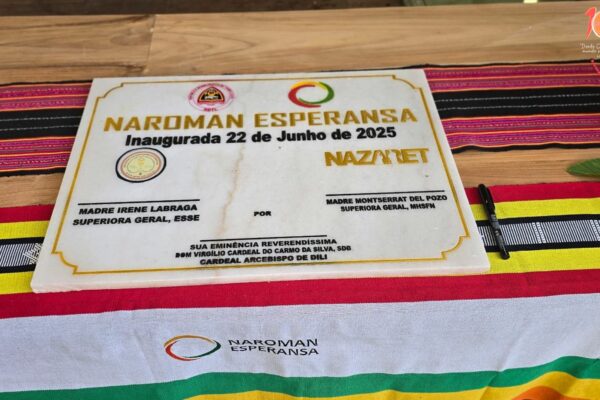 NAROMAN ESPERANSA
Inaugurada 22 de Junho de 2025
NAZARET
MADRE IRENE LABRAGA
SUPERIORA GERAL, ESSE
POR
MADRE MONTSERRAT DEL POZO
SUPERIORA GERAL, MHSFN
SUA EMINÊNCIA REVERENDÍSSIMA
DOM VIRGÍLIO CARDEAL DO CARMO DA SILVA, SDB
CARDEAL ARCEBISPO DE DILI
NAROMAN
ESPERANSA